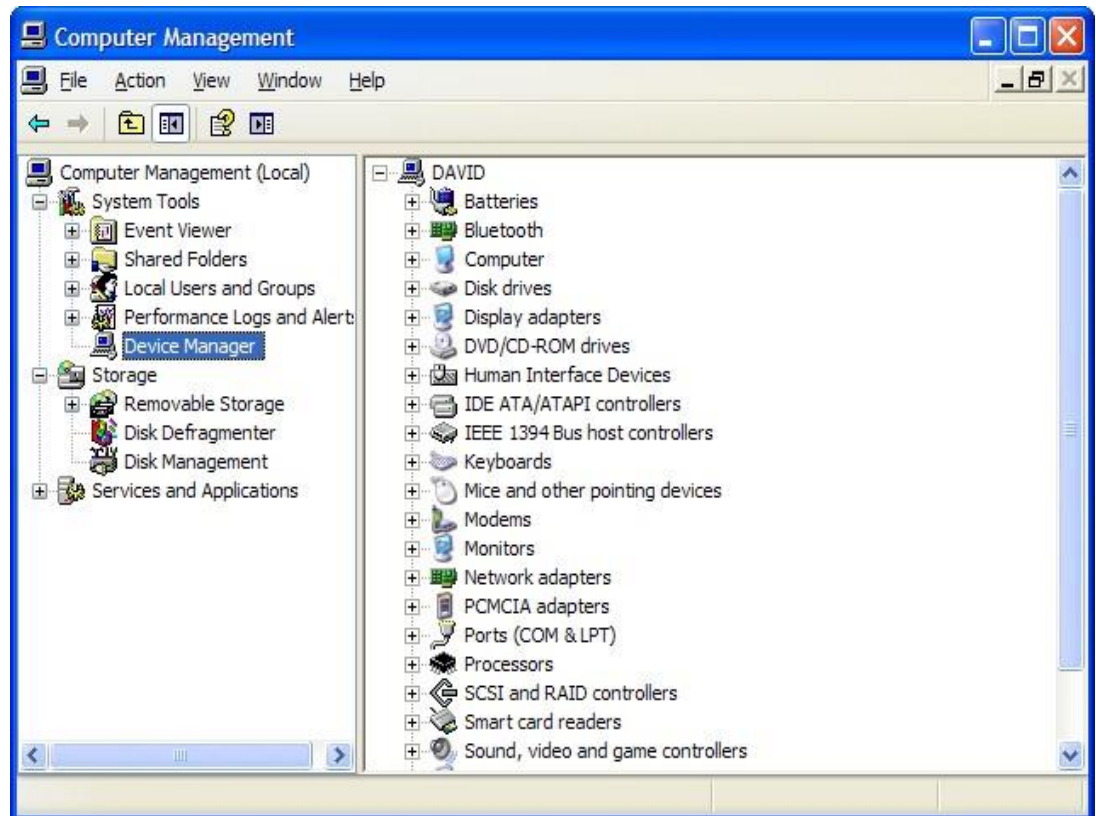 Computer Management
File Action View Window Help
Computer Management (Local)
System Tools
Event Viewer
Shared Folders
Local Users and Groups
Performance Logs and Alert
Device Manager
Storage
Removable Storage
Disk Defragmenter
Disk Management
Services and Applications
DAVID
Batteries
Bluetooth
Computer
Disk drives
Display adapters
DVD/CD-ROM drives
Human Interface Devices
IDE ATA/ATAPI controllers
IEEE 1394 Bus host controllers
Keyboards
Mice and other pointing devices
Modems
Monitors
Network adapters
PCMCIA adapters
Ports (COM & LPT)
Processors
SCSI and RAID controllers
Smart card readers
Sound, video and game controllers